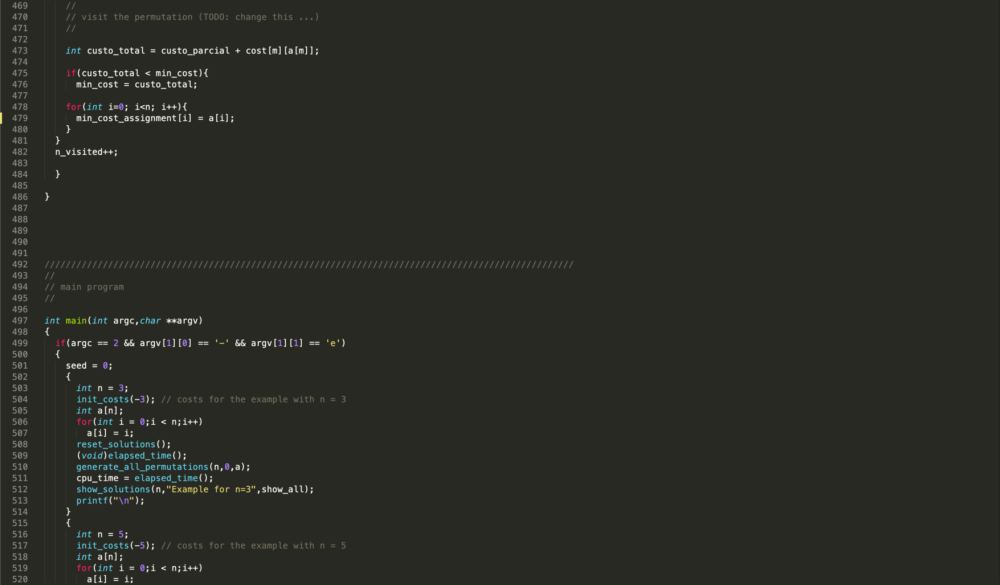 469 //
470 // visit the permutation (TODO: change this ...)
471 //
472
473 int custo_total = custo_parcial + cost[m][a[m]];
474
475 if(custo_total < min_cost){
476 min_cost = custo_total;
477
478 for(int i=0; i<n; i++){
479 min_cost_assignment[i] = a[i];
480 }
481 }
482 n_visited++;
483
484 }
485
486 }
487
488
489
490
491
492 ////////////////////////////////////////////////////////////////////////////////////////////////////
493 //
494 // main program
495 //
496
497 int main(int argc,char **argv)
498 {
499 if(argc == 2 && argv[1][0] == '-' && argv[1][1] == 'e')
500 {
501 seed = 0;
502 {
503 int n = 3;
504 init_costs(-3); // costs for the example with n = 3
505 int a[n];
506 for(int i = 0;i < n;i++)
507 a[i] = i;
508 reset_solutions();
509 (void)elapsed_time();
510 generate_all_permutations(n,0,a);
511 cpu_time = elapsed_time();
512 show_solutions(n,"Example for n=3",show_all);
513 printf("\n");
514 }
515 {
516 int n = 5;
517 init_costs(-5); // costs for the example with n = 5
518 int a[n];
519 for(int i = 0;i < n;i++)
520 a[i] = i;